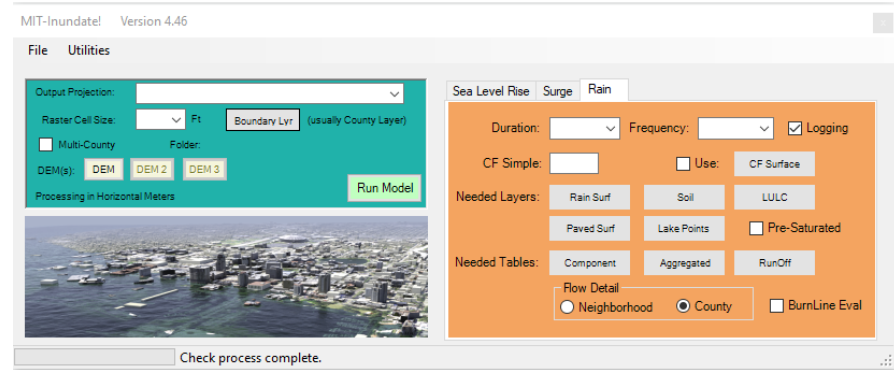 MIT-Inundate! Version 4.46
File Utilities
Output Projection:
Raster Cell Size: Ft Boundary Lyr (usually County Layer)
Multi-County Folder:
DEM(s): DEM DEM 2 DEM 3
Processing in Horizontal Meters
Run Model
Sea Level Rise Surge Rain
Duration: Frequency: Logging
CF Simple: Use: CF Surface
Needed Layers: Rain Surf Soil LULC
Paved Surf Lake Points Pre-Saturated
Needed Tables: Component Aggregated RunOff
Flow Detail
Neighborhood County BurnLine Eval
Check process complete.